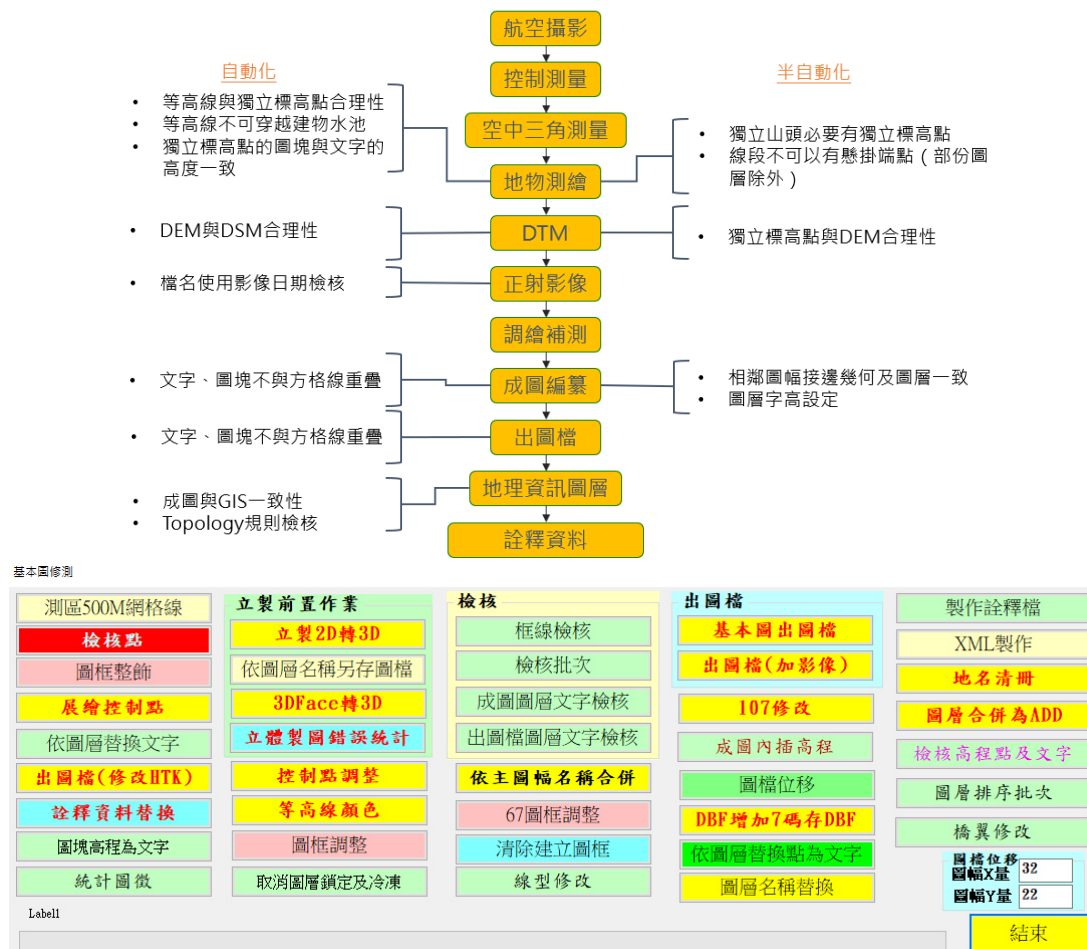 航空攝影
控制測量
空中三角測量
地物測繪
DTM
正射影像
調繪補測
成圖編纂
出圖檔
地理資訊圖層
詮釋資料
自動化
• 等高線與獨立標高點合理性
• 等高線不可穿越建物水池
• 獨立標高點的圖塊與文字的
高度一致
• DEM與DSM合理性
• 檔名使用影像日期檢核
• 文字、圖塊不與方格線重疊
• 文字、圖塊不與方格線重疊
• 成圖與GIS一致性
• Topology規則檢核
半自動化
• 獨立山頭必要有獨立標高點
• 線段不可以有懸掛端點（部份圖
層除外）
• 獨立標高點與DEM合理性
• 相鄰圖幅接邊幾何及圖層一致
• 圖層字高設定
基本圖修測
測區500M網格線
檢核點
圖框整飾
展繪控制點
依圖層替換文字
出圖檔(修改HTK)
詮釋資料替換
圖塊高程為文字
統計圖徵
立製前置作業
立製2D轉3D
依圖層名稱另存圖檔
3DFace轉3D
立體製圖錯誤統計
控制點調整
等高線顏色
圖框調整
取消圖層鎖定及冷凍
檢核
框線檢核
檢核批次
成圖圖層文字檢核
出圖檔圖層文字檢核
依主圖幅名稱合併
67圖框調整
清除建立圖框
線型修改
出圖檔
基本圖出圖檔
出圖檔(加影像)
107修改
成圖內插高程
圖檔位移
DBF增加7碼存DBF
依圖層替換點為文字
圖層名稱替換
製作詮釋檔
XML製作
地名清冊
圖層合併為ADD
檢核高程點及文字
圖層排序批次
橋翼修改
圖檔位移
圖幅X量 32
圖幅Y量 22
結束
Label1